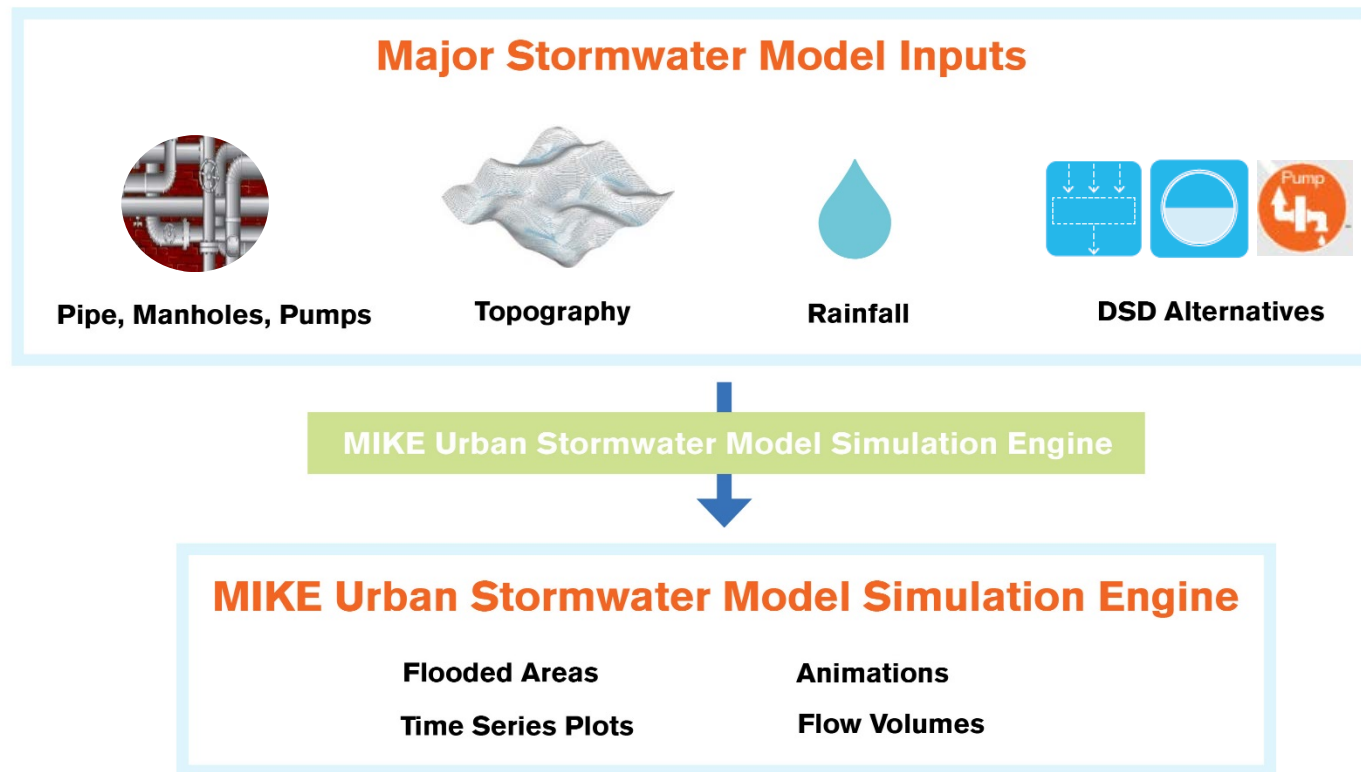 Major Stormwater Model Inputs
Pump
Pipe, Manholes, Pumps
Topography
Rainfall
DSD Alternatives
MIKE Urban Stormwater Model Simulation Engine
MIKE Urban Stormwater Model Simulation Engine
Flooded Areas
Animations
Time Series Plots
Flow Volumes